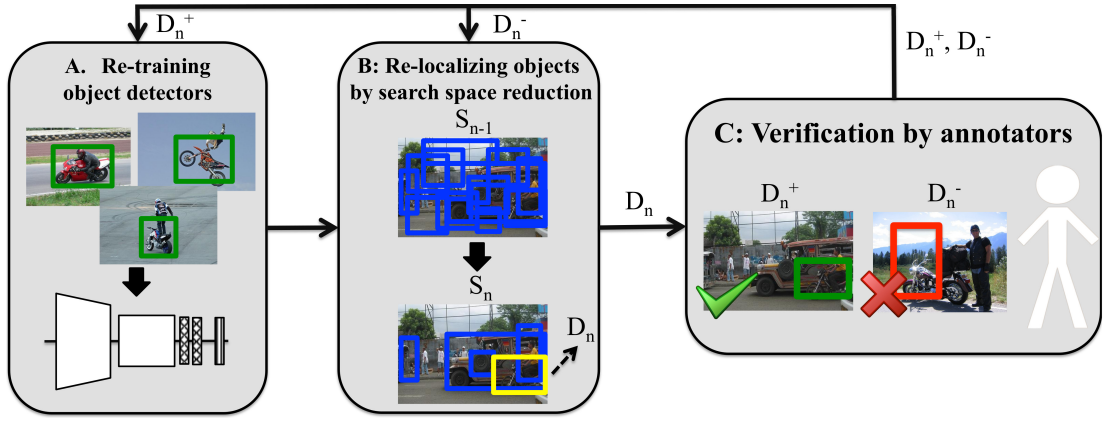 Dn+
Dn-
Dn+, Dn-
A. Re-training
object detectors
B: Re-localizing objects
by search space reduction
Sn-1
Sn
Dn
Dn
C: Verification by annotators
Dn+
Dn-